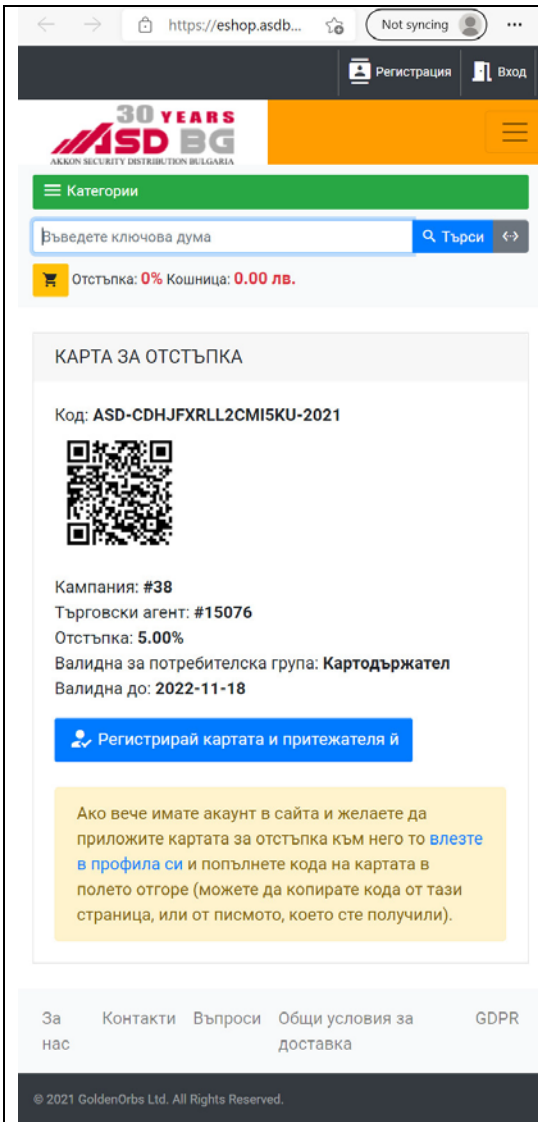 https://eshop.asdb...
Not syncing
Регистрация
Вход
30 YEARS
ASD BG
AKKON SECURITY DISTRIBUTION BULGARIA
Категории
Въведете ключова дума
Търси
Отстъпка: 0% Кошница: 0.00 лв.
КАРТА ЗА ОТСТЪПКА
Код: ASD-CDHJFXRLL2CMI5KU-2021
Кампания: #38
Търговски агент: #15076
Отстъпка: 5.00%
Валидна за потребителска група: Картодържател
Валидна до: 2022-11-18
Регистрирай картата и притежателя й
Ако вече имате акаунт в сайта и желаете да
приложите картата за отстъпка към него то влезте
в профила си и попълнете кода на картата в
полето отгоре (можете да копирате кода от тази
страница, или от писмото, което сте получили).
За нас
Контакти
Въпроси
Общи условия за
доставка
GDPR
© 2021 GoldenOrbs Ltd. All Rights Reserved.